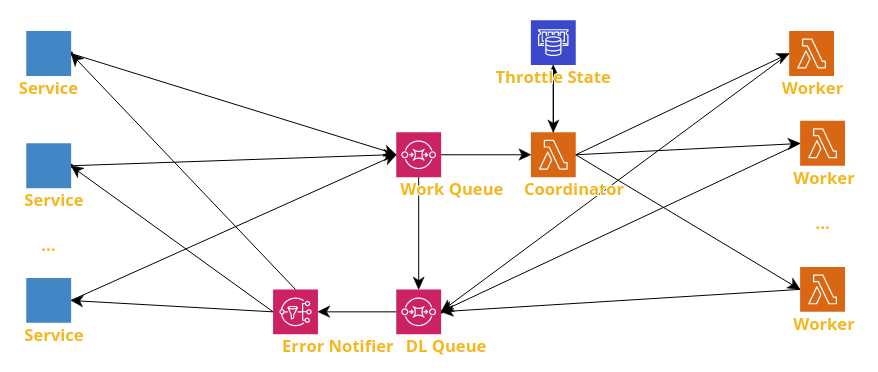 Throttle State
Service
Worker
Work Queue
Coordinator
Worker
Service
...
...
Service
Error Notifier
DL Queue
Worker